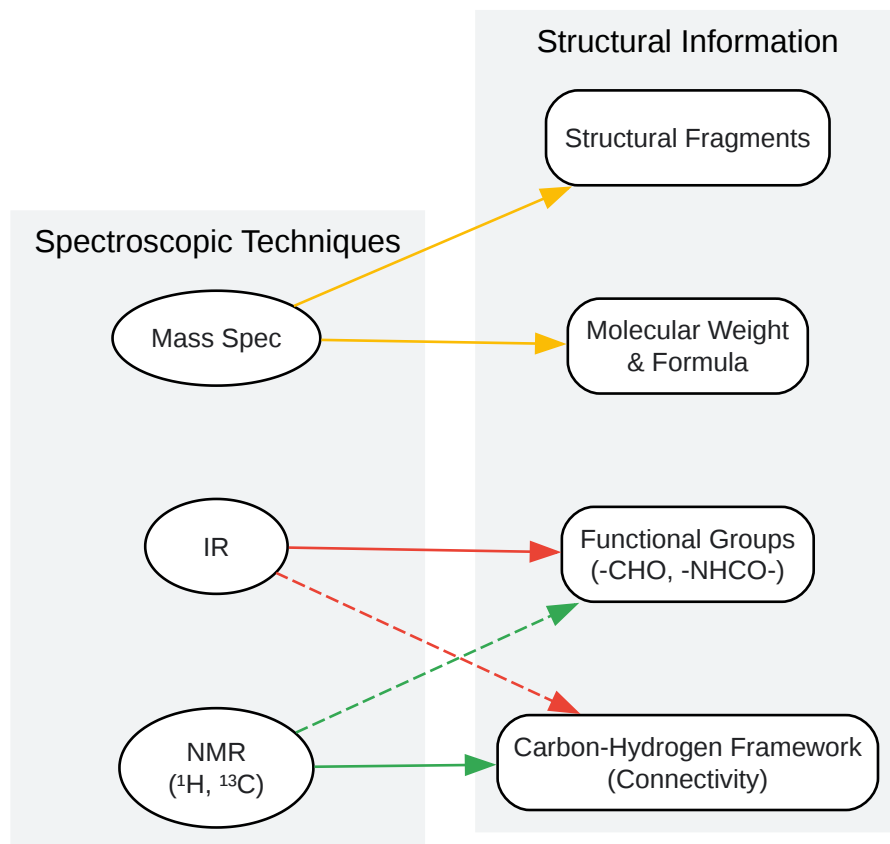 Structural Information
Structural Fragments
Spectroscopic Techniques
Mass Spec
Molecular Weight
& Formula
IR
Functional Groups
(-CHO, -NHCO-)
NMR
(¹H, ¹³C)
Carbon-Hydrogen Framework
(Connectivity)